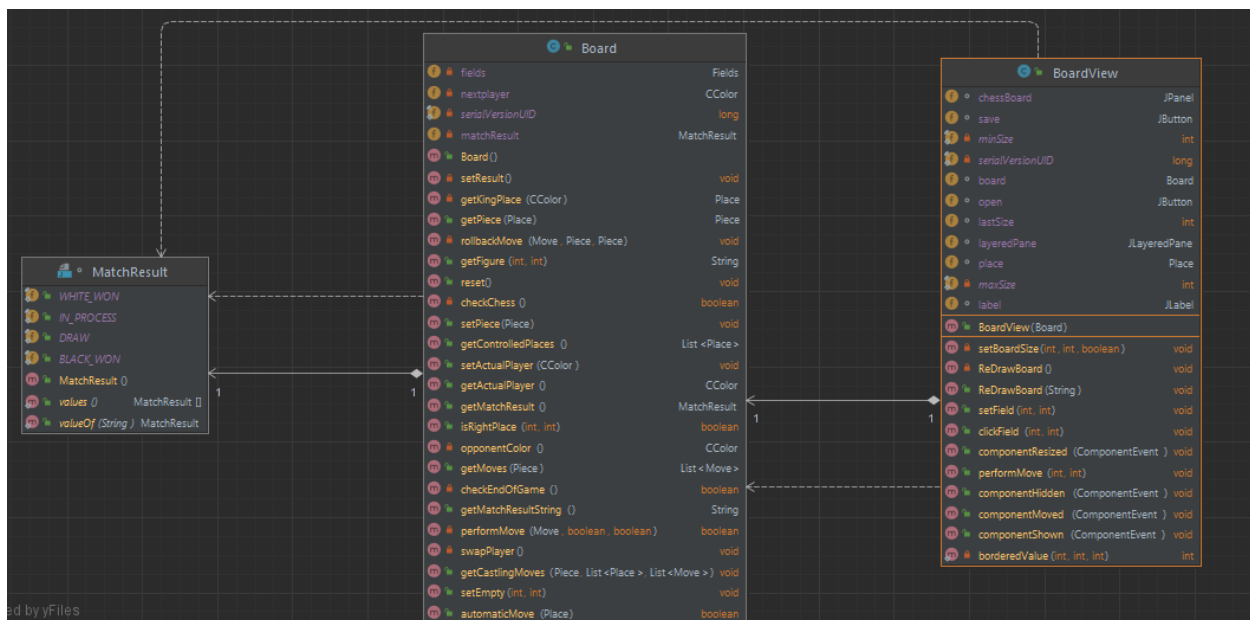 Board
fields Fields
nextplayer CColor
serialVersionUID long
matchResult MatchResult
Board()
setResult() void
getKingPlace (CColor) Place
getPiece (Place) Piece
rollbackMove (Move, Piece, Piece) void
getFigure (int, int) String
reset() void
checkChess () boolean
setPiece(Piece) void
getControlledPlaces () List <Place>
setActualPlayer (CColor) void
getActualPlayer () CColor
getMatchResult () MatchResult
isRightPlace (int, int) boolean
opponentColor () CColor
getMoves (Piece) List <Move>
checkEndOfGame () boolean
getMatchResultString () String
performMove (Move, boolean, boolean) boolean
swapPlayer() void
getCastlingMoves (Piece, List <Place>, List <Move>) void
setEmpty (int, int) void
automaticMove (Place) boolean
BoardView
chessBoard JPanel
save JButton
minSize int
serialVersionUID long
board Board
open JButton
lastSize int
layeredPane JLayeredPane
place Place
maxSize int
label JLabel
BoardView (Board)
setBoardSize (int, int, boolean) void
ReDrawBoard () void
ReDrawBoard (String) void
setField (int, int) void
clickField (int, int) void
componentResized (ComponentEvent) void
performMove (int, int) void
componentHidden (ComponentEvent) void
componentMoved (ComponentEvent) void
componentShown (ComponentEvent) void
borderedValue (int, int, int) int
MatchResult
WHITE_WON
IN_PROCESS
DRAW
BLACK_WON
MatchResult ()
values () MatchResult []
valueOf (String) MatchResult
1
1
1
1
ed by yFiles